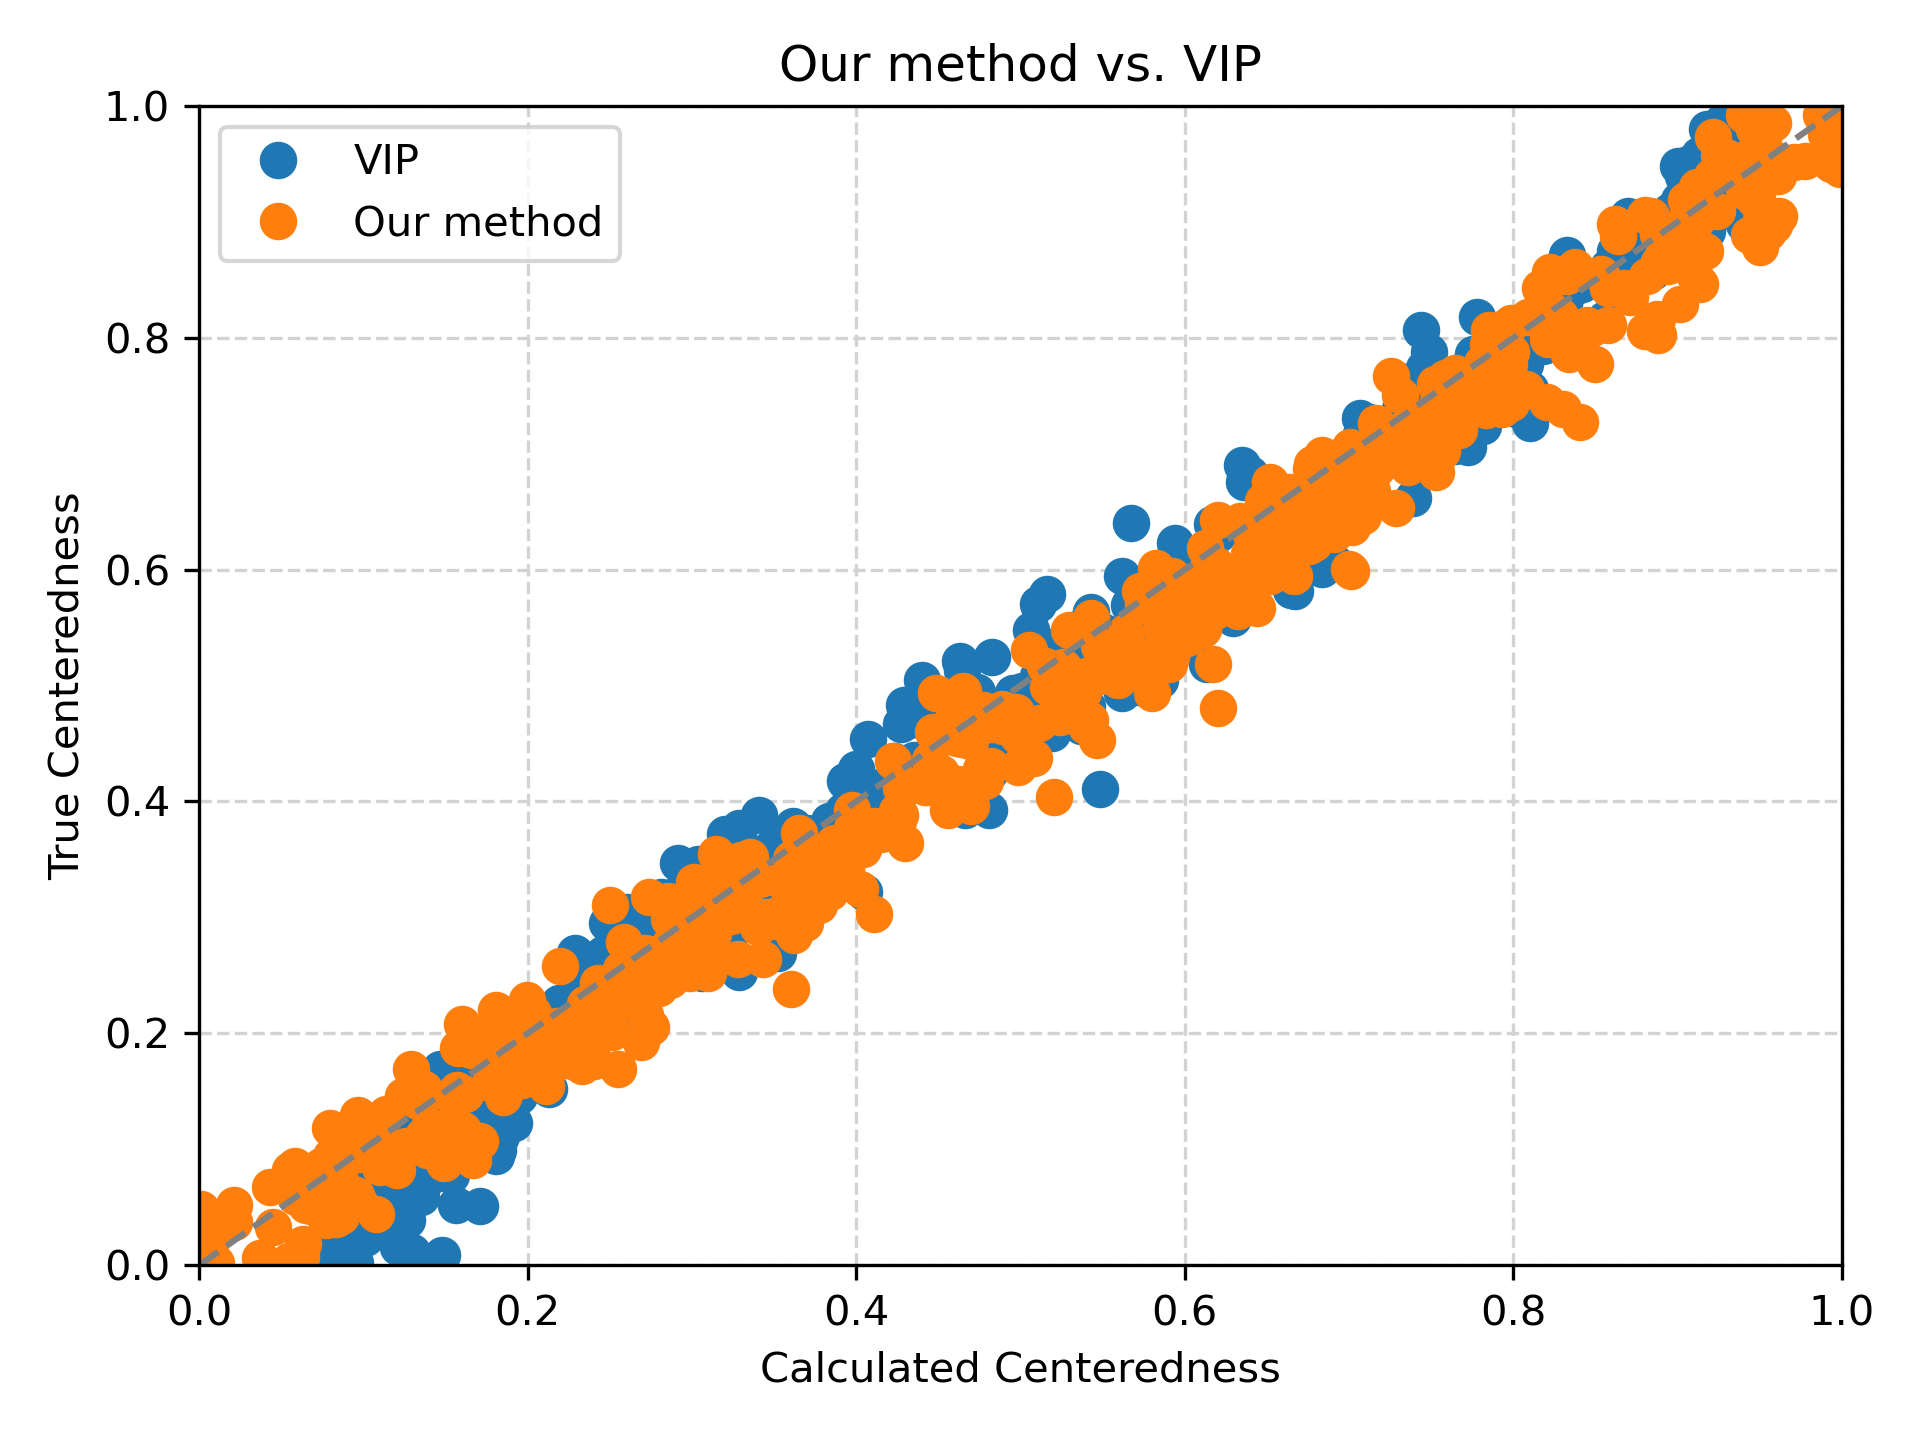 Our method vs. VIP
VIP
Our method
1.0
0.8
0.6
0.4
0.2
0.0
True Centeredness
0.0 0.2 0.4 0.6 0.8 1.0
Calculated Centeredness